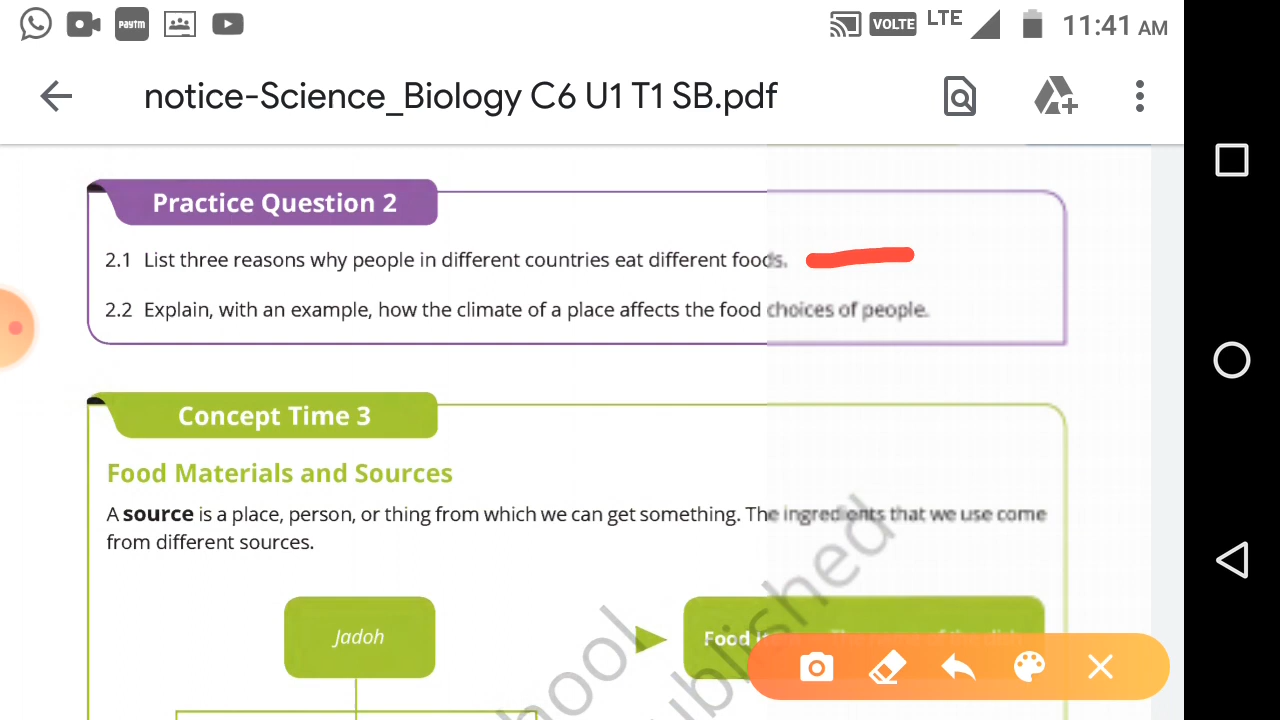 Paytm VOLTE LTE 11:41 AM
notice-Science_Biology C6 U1 T1 SB.pdf
Practice Question 2
2.1 List three reasons why people in different countries eat different foods.
2.2 Explain, with an example, how the climate of a place affects the food choices of people.
Concept Time 3
Food Materials and Sources
A source is a place, person, or thing from which we can get something. The ingredients that we use come
from different sources.
Jadoh
Food
hool
ublished